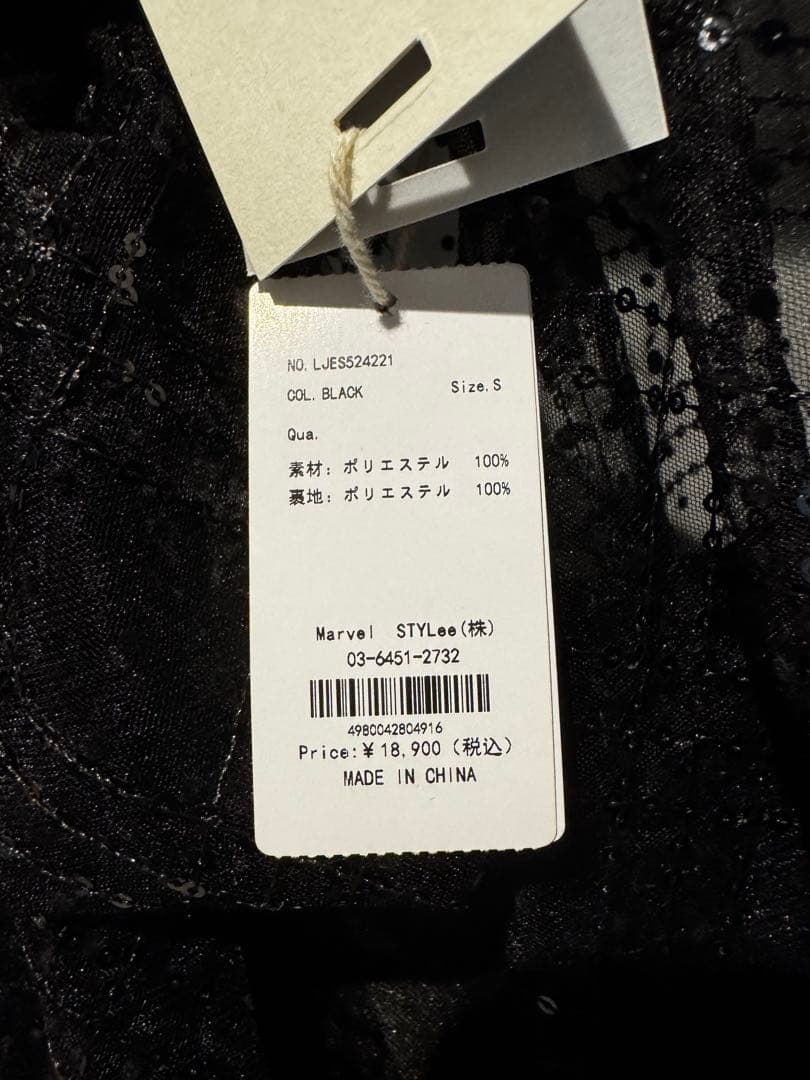 NO. LJES524221
COL. BLACK Size. S
Qua.
素材: ポリエステル 100%
裏地: ポリエステル 100%
Marvel STYLee(株)
03-6451-2732
4980042804916
Price:¥18,900 (税込)
MADE IN CHINA